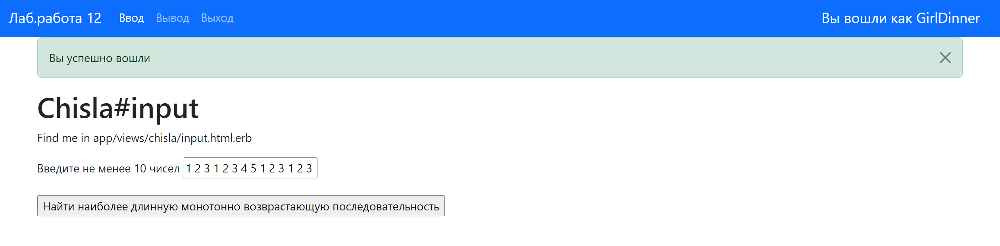 Лаб.работа 12 Ввод Вывод Выход Вы вошли как GirlDinner
Вы успешно вошли
Chisla#input
Find me in app/views/chisla/input.html.erb
Введите не менее 10 чисел 1 2 3 1 2 3 4 5 1 2 3 1 2 3
Найти наиболее длинную монотонно возврастающую последовательность